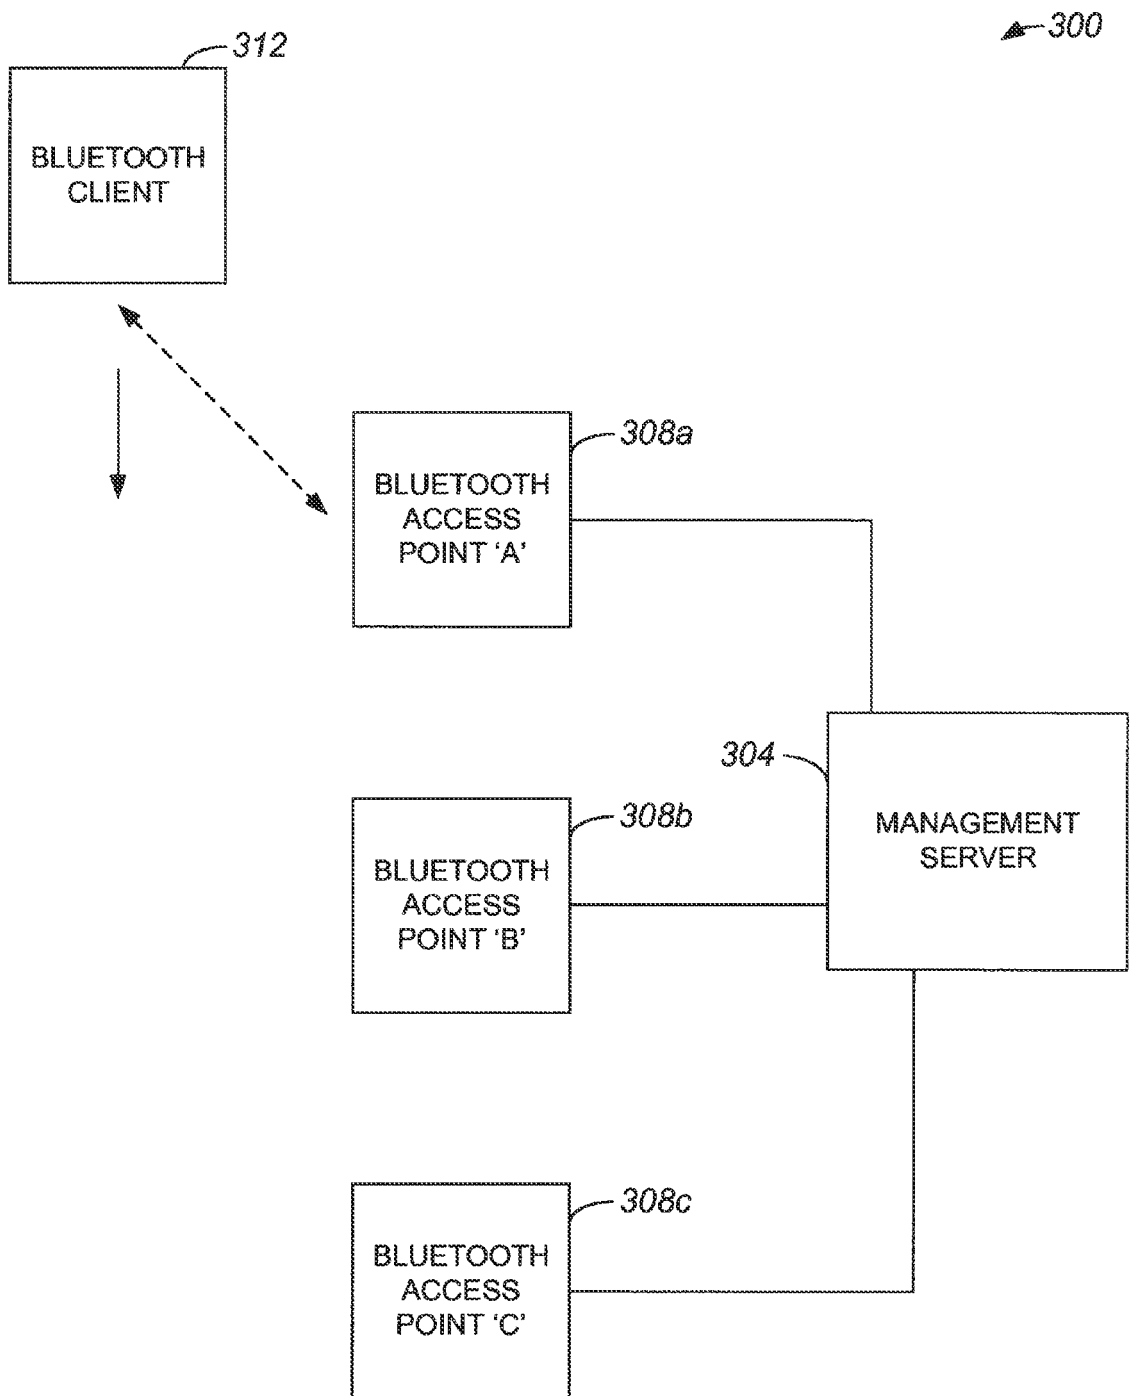 300
312
BLUETOOTH
CLIENT
308a
BLUETOOTH
ACCESS
POINT ‘A’
304
MANAGEMENT
SERVER
308b
BLUETOOTH
ACCESS
POINT ‘B’
308c
BLUETOOTH
ACCESS
POINT ‘C’